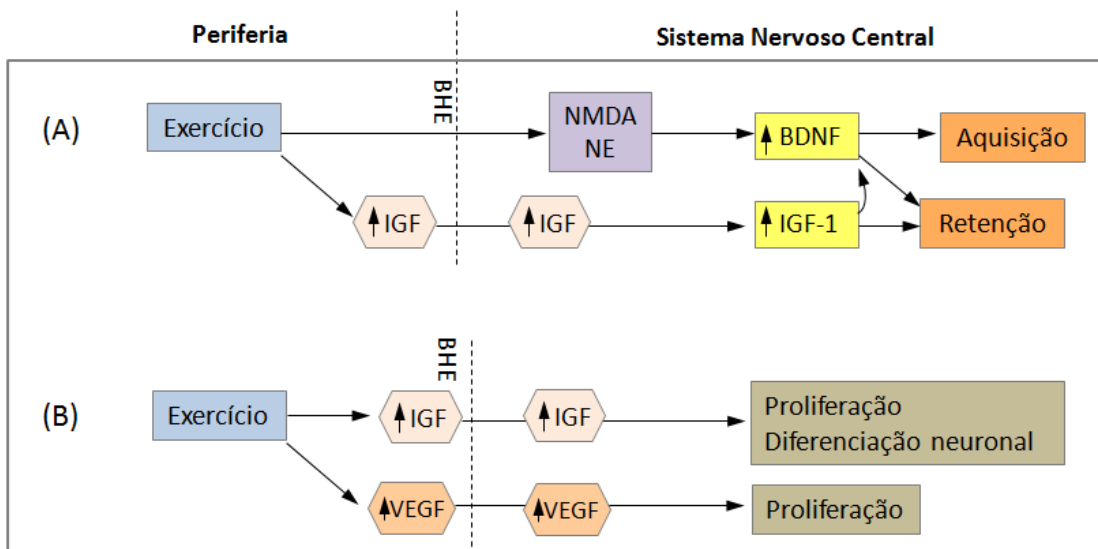 Periferia
Sistema Nervoso Central
(A)
BHE
Exercício
NMDA
NE
↑ BDNF
Aquisição
↑ IGF
↑ IGF
↑ IGF-1
Retenção
(B)
BHE
Exercício
↑ IGF
↑ IGF
Proliferação
Diferenciação neuronal
↑VEGF
↑VEGF
Proliferação